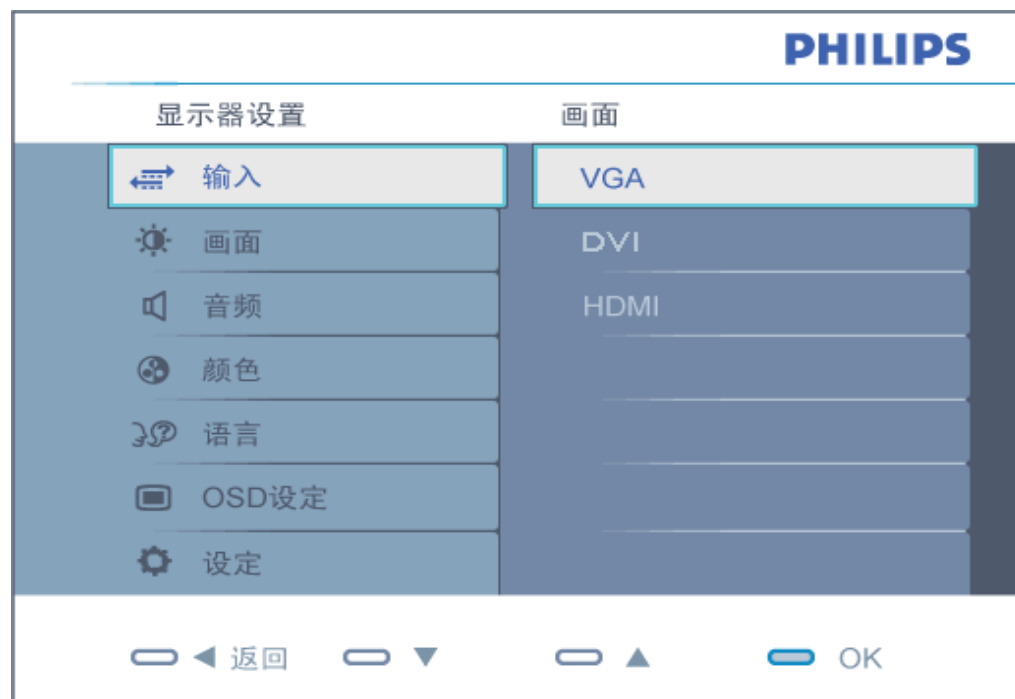 PHILIPS
显示器设置 画面
输入 VGA
画面 DVI
音频 HDMI
颜色
语言
OSD设定
设定
返回 OK